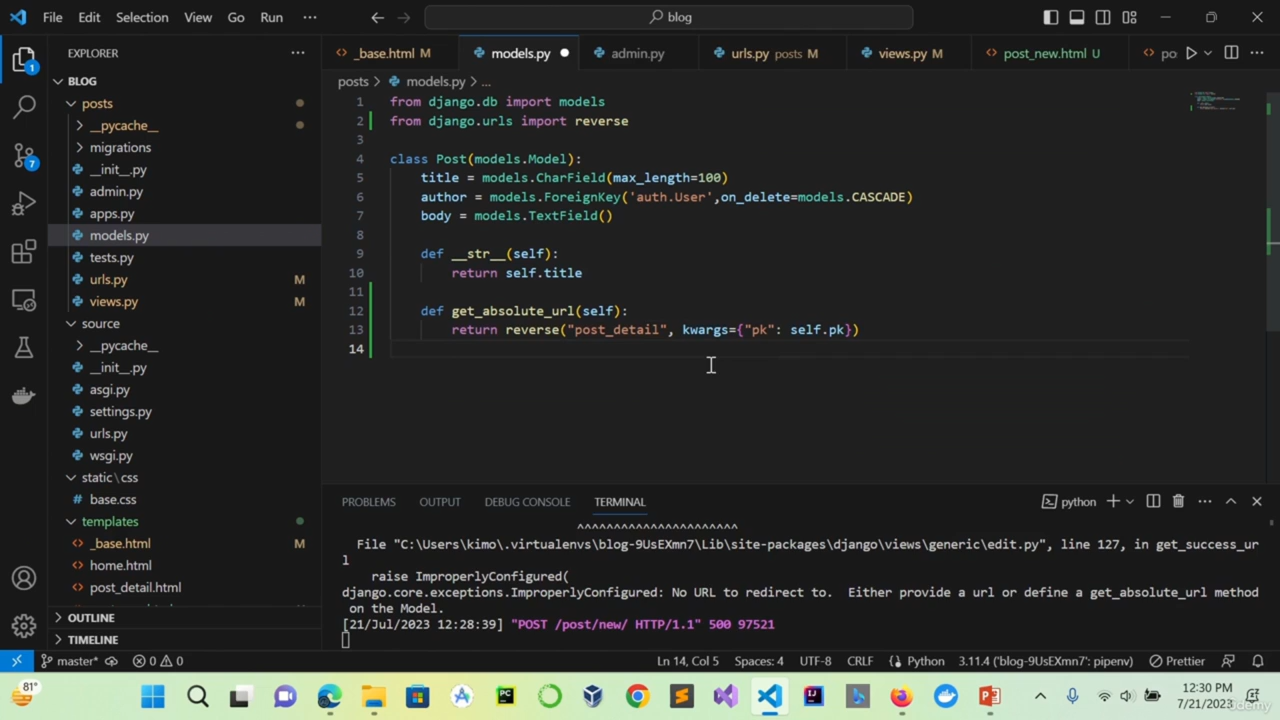 File Edit Selection View Go Run ··· blog
EXPLORER ···
_base.html M models.py admin.py urls.py posts M views.py M post_new.html U po ···
BLOG
posts > models.py > ...
posts
__pycache__
migrations
__init__.py
admin.py
apps.py
models.py
tests.py
urls.py M
views.py M
source
__pycache__
__init__.py
asgi.py
settings.py
urls.py
wsgi.py
static\css
base.css
templates
_base.html M
home.html
post_detail.html
OUTLINE
TIMELINE
1 from django.db import models
2 from django.urls import reverse
3
4 class Post(models.Model):
5 title = models.CharField(max_length=100)
6 author = models.ForeignKey('auth.User',on_delete=models.CASCADE)
7 body = models.TextField()
8
9 def __str__(self):
10 return self.title
11
12 def get_absolute_url(self):
13 return reverse("post_detail", kwargs={"pk": self.pk})
14
PROBLEMS OUTPUT DEBUG CONSOLE TERMINAL python ···
^^^^^^^^^^^^^^^^^^^^^
File "C:\Users\kimo\.virtualenvs\blog-9UsEXmn7\Lib\site-packages\django\views\generic\edit.py", line 127, in get_success_ur
l
raise ImproperlyConfigured(
django.core.exceptions.ImproperlyConfigured: No URL to redirect to. Either provide a url or define a get_absolute_url method
on the Model.
[21/Jul/2023 12:28:39] "POST /post/new/ HTTP/1.1" 500 97521
1
7
master* 0 0 Ln 14, Col 5 Spaces: 4 UTF-8 CRLF Python 3.11.4 ('blog-9UsEXmn7': pipenv) Prettier
81° 12:30 PM
7/21/2023
Udemy